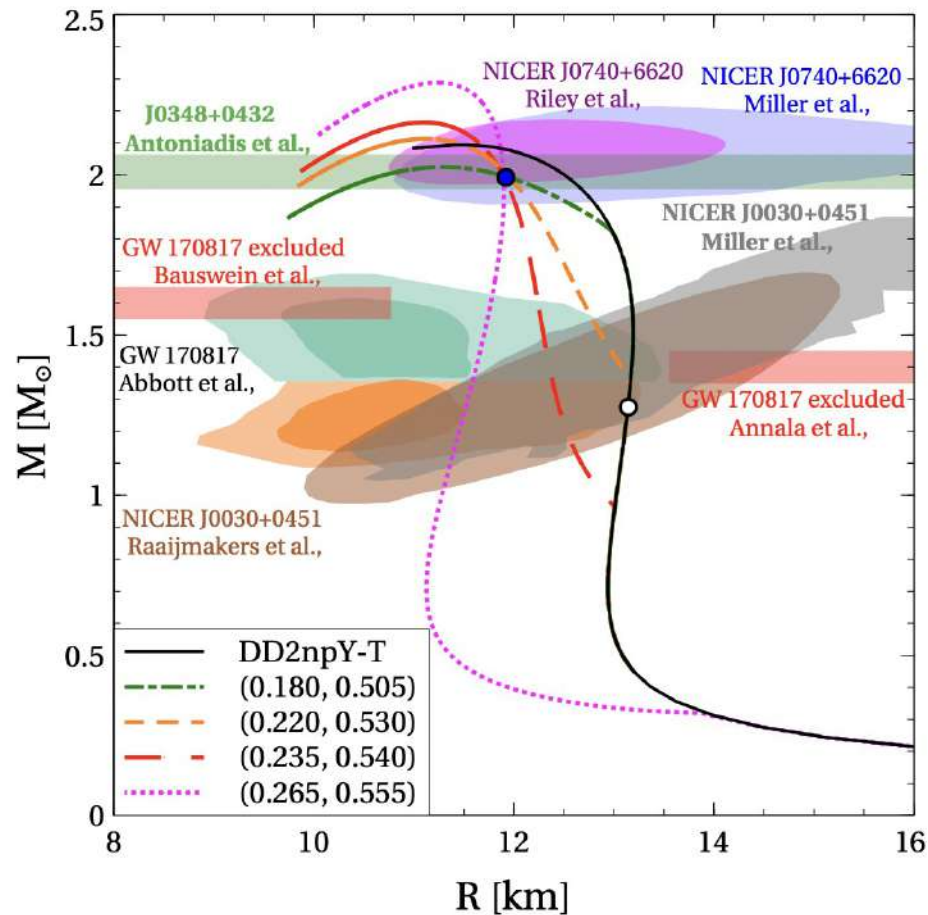 2.5
2
1.5
1
0.5
0
M [M⊙]
NICER J0740+6620
Riley et al.,
NICER J0740+6620
Miller et al.,
J0348+0432
Antoniadis et al.,
NICER J0030+0451
Miller et al.,
GW 170817 excluded
Bauswein et al.,
GW 170817
Abbott et al.,
GW 170817 excluded
Annala et al.,
NICER J0030+0451
Raaijmakers et al.,
DD2npY-T
(0.180, 0.505)
(0.220, 0.530)
(0.235, 0.540)
(0.265, 0.555)
8 10 12 14 16
R [km]